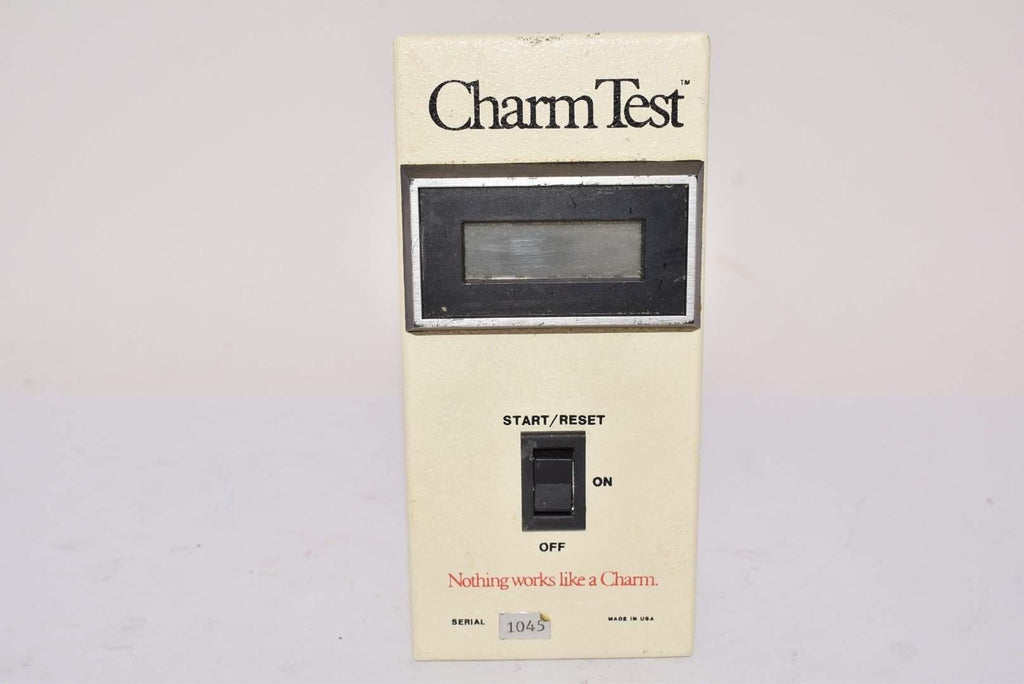 Charm Test™
START/RESET
ON
OFF
Nothing works like a Charm.
SERIAL 1045 MADE IN USA